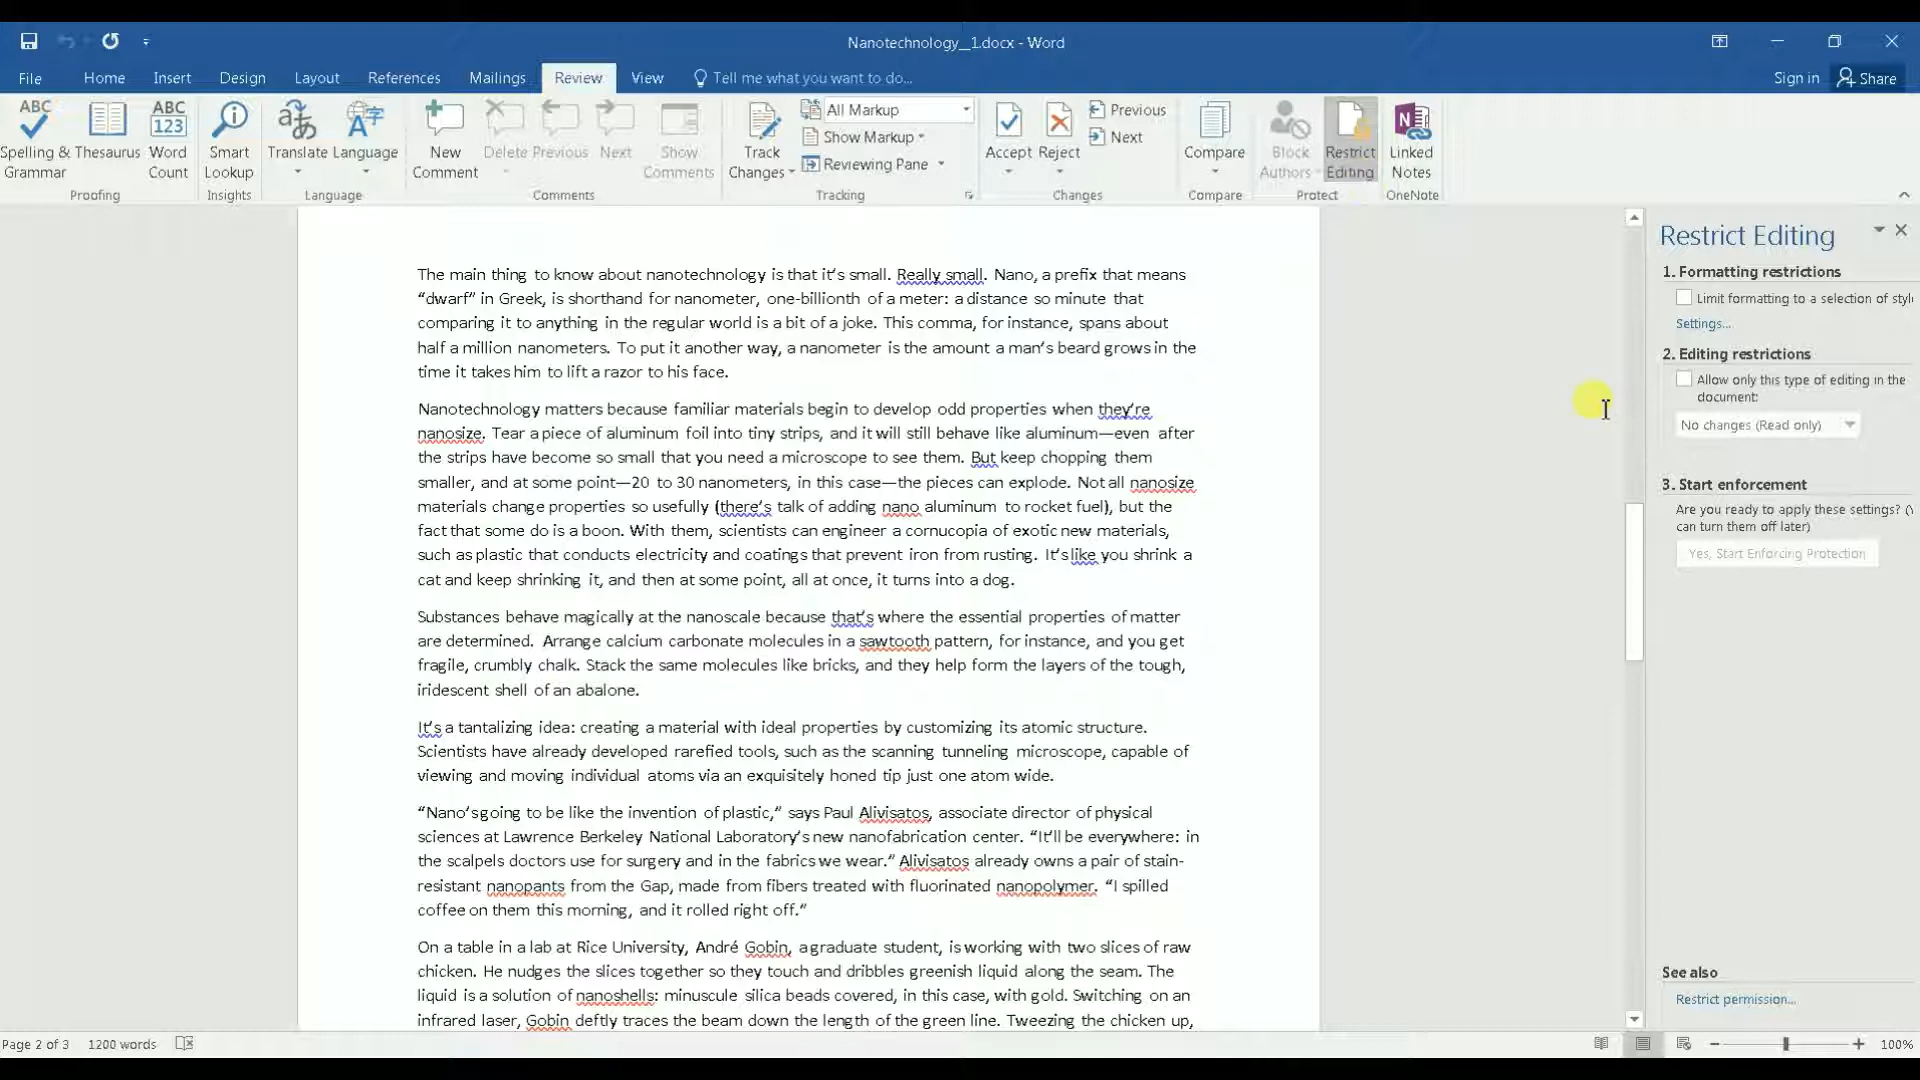 Nanotechnology__1.docx - Word
File Home Insert Design Layout References Mailings Review View Tell me what you want to do... Sign in Share
ABC Spelling & Grammar
Thesaurus
ABC 123 Word Count
Smart Lookup
Translate
Language
New Comment
Delete
Previous
Next
Show Comments
Track Changes
All Markup
Show Markup
Reviewing Pane
Accept
Reject
Previous
Next
Compare
Block Authors
Restrict Editing
N Linked Notes
Proofing Insights Language Comments Tracking Changes Compare Protect OneNote
The main thing to know about nanotechnology is that it’s small. Really small. Nano, a prefix that means
“dwarf” in Greek, is shorthand for nanometer, one-billionth of a meter: a distance so minute that
comparing it to anything in the regular world is a bit of a joke. This comma, for instance, spans about
half a million nanometers. To put it another way, a nanometer is the amount a man’s beard grows in the
time it takes him to lift a razor to his face.
Nanotechnology matters because familiar materials begin to develop odd properties when they’re
nanosize. Tear a piece of aluminum foil into tiny strips, and it will still behave like aluminum—even after
the strips have become so small that you need a microscope to see them. But keep chopping them
smaller, and at some point—20 to 30 nanometers, in this case—the pieces can explode. Not all nanosize
materials change properties so usefully (there’s talk of adding nano aluminum to rocket fuel), but the
fact that some do is a boon. With them, scientists can engineer a cornucopia of exotic new materials,
such as plastic that conducts electricity and coatings that prevent iron from rusting. It’s like you shrink a
cat and keep shrinking it, and then at some point, all at once, it turns into a dog.
Substances behave magically at the nanoscale because that’s where the essential properties of matter
are determined. Arrange calcium carbonate molecules in a sawtooth pattern, for instance, and you get
fragile, crumbly chalk. Stack the same molecules like bricks, and they help form the layers of the tough,
iridescent shell of an abalone.
It’s a tantalizing idea: creating a material with ideal properties by customizing its atomic structure.
Scientists have already developed rarefied tools, such as the scanning tunneling microscope, capable of
viewing and moving individual atoms via an exquisitely honed tip just one atom wide.
“Nano’s going to be like the invention of plastic,” says Paul Alivisatos, associate director of physical
sciences at Lawrence Berkeley National Laboratory’s new nanofabrication center. “It’ll be everywhere: in
the scalpels doctors use for surgery and in the fabrics we wear.” Alivisatos already owns a pair of stain-
resistant nanopants from the Gap, made from fibers treated with fluorinated nanopolymer. “I spilled
coffee on them this morning, and it rolled right off.”
On a table in a lab at Rice University, André Gobin, a graduate student, is working with two slices of raw
chicken. He nudges the slices together so they touch and dribbles greenish liquid along the seam. The
liquid is a solution of nanoshells: minuscule silica beads covered, in this case, with gold. Switching on an
infrared laser, Gobin deftly traces the beam down the length of the green line. Tweezing the chicken up,
Restrict Editing
1. Formatting restrictions
Limit formatting to a selection of styl
Settings...
2. Editing restrictions
Allow only this type of editing in the
document:
No changes (Read only)
3. Start enforcement
Are you ready to apply these settings? (Y
can turn them off later)
Yes, Start Enforcing Protection
See also
Restrict permission...
Page 2 of 3 1200 words 100%